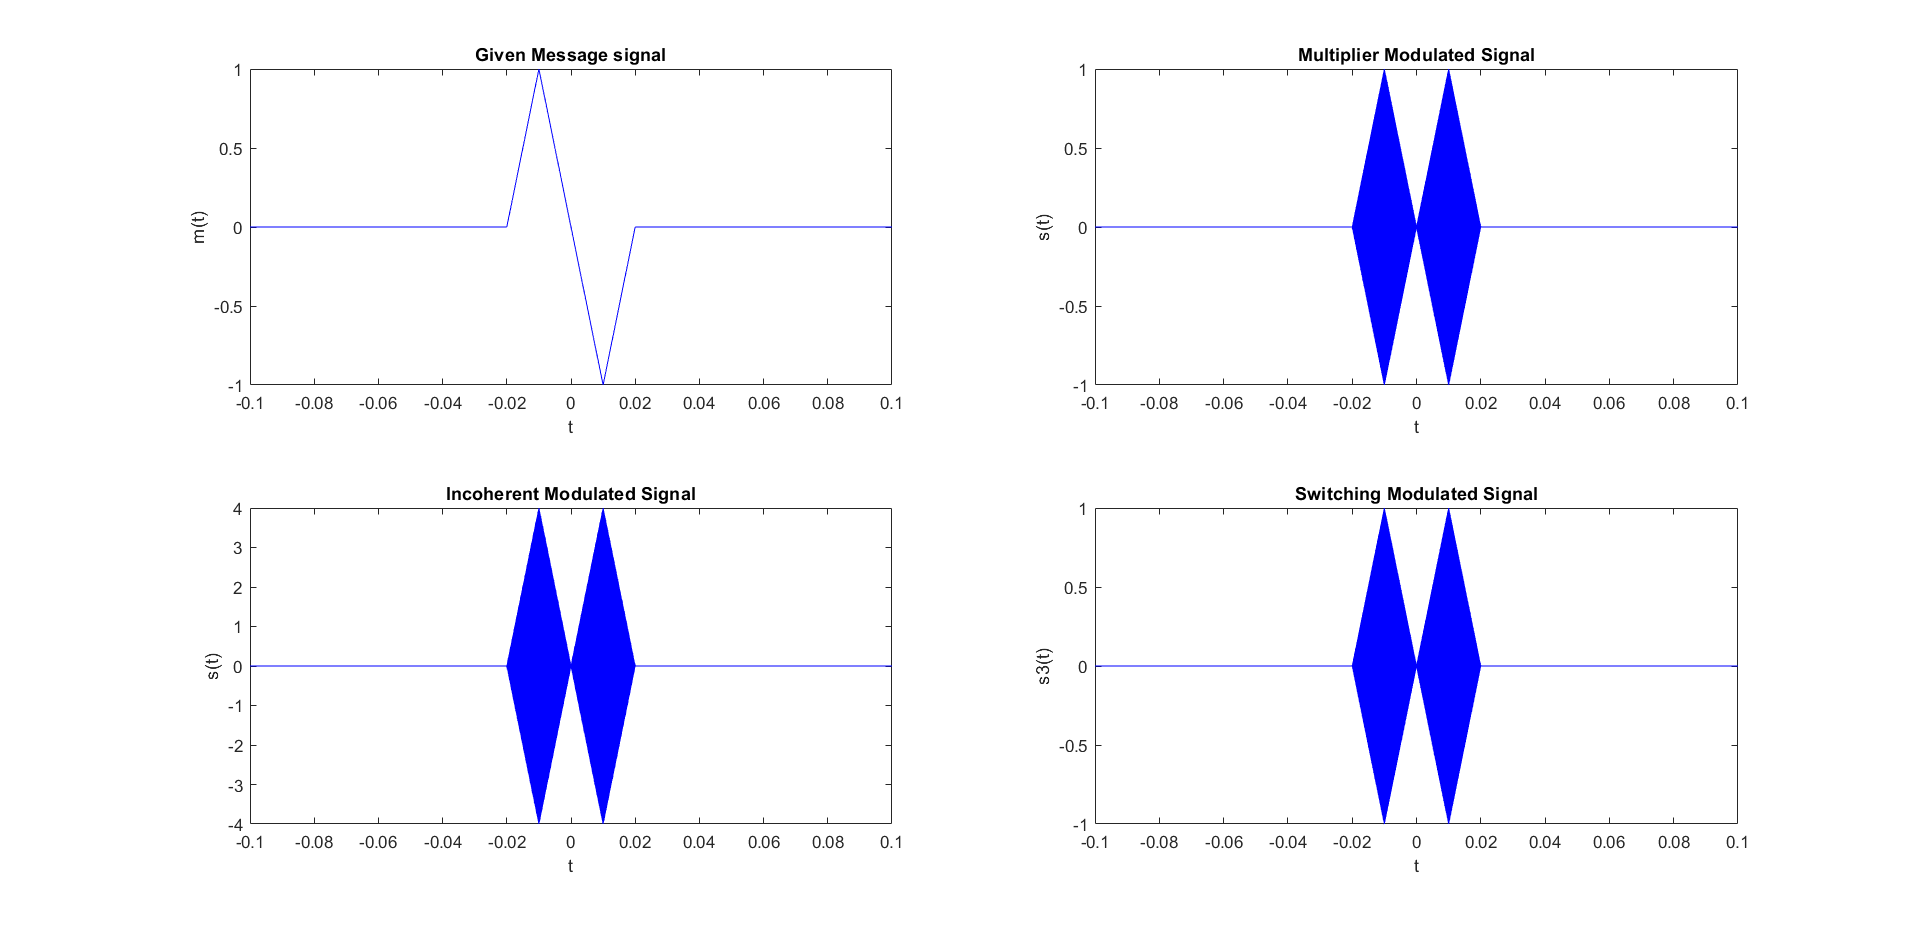 Given Message signal
1
0.5
0
-0.5
-1
m(t)
-0.1 -0.08 -0.06 -0.04 -0.02 0 0.02 0.04 0.06 0.08 0.1
t
Multiplier Modulated Signal
1
0.5
0
-0.5
-1
s(t)
-0.1 -0.08 -0.06 -0.04 -0.02 0 0.02 0.04 0.06 0.08 0.1
t
Incoherent Modulated Signal
4
3
2
1
0
-1
-2
-3
-4
s(t)
-0.1 -0.08 -0.06 -0.04 -0.02 0 0.02 0.04 0.06 0.08 0.1
t
Switching Modulated Signal
1
0.5
0
-0.5
-1
s3(t)
-0.1 -0.08 -0.06 -0.04 -0.02 0 0.02 0.04 0.06 0.08 0.1
t